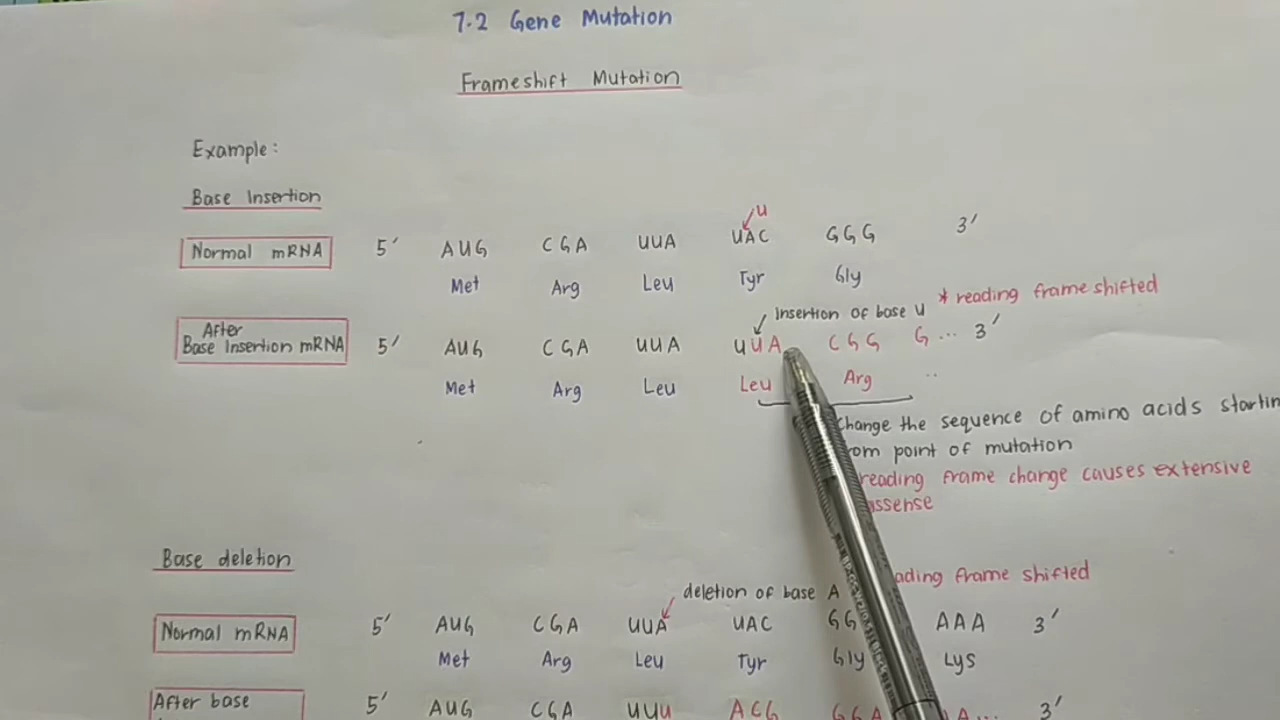 7.2 Gene Mutation
Frameshift Mutation
Example:
Base Insertion
U
Normal mRNA 5' AUG CGA UUA UAC GGG 3'
Met Arg Leu Tyr Gly
Insertion of base U * reading frame shifted
After
Base Insertion mRNA 5' AUG CGA UUA UUA CGG G... 3'
Met Arg Leu Leu Arg ..
change the sequence of amino acids
point of mutation
reading frame change causes extensive
Base deletion
deletion of base A frame shifted
Normal mRNA 5' AUG CGA UUA UAC GG AAA 3'
Met Arg Leu Tyr Gly Lys
After base 5' AUG CGA UUU ACG GGA A... 3'